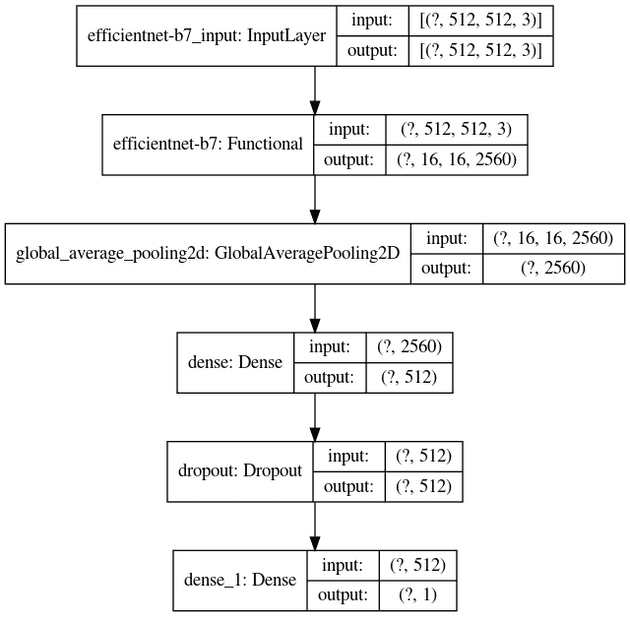 efficientnet-b7_input: InputLayer
input: [(?, 512, 512, 3)]
output: [(?, 512, 512, 3)]
efficientnet-b7: Functional
input: (?, 512, 512, 3)
output: (?, 16, 16, 2560)
global_average_pooling2d: GlobalAveragePooling2D
input: (?, 16, 16, 2560)
output: (?, 2560)
dense: Dense
input: (?, 2560)
output: (?, 512)
dropout: Dropout
input: (?, 512)
output: (?, 512)
dense_1: Dense
input: (?, 512)
output: (?, 1)